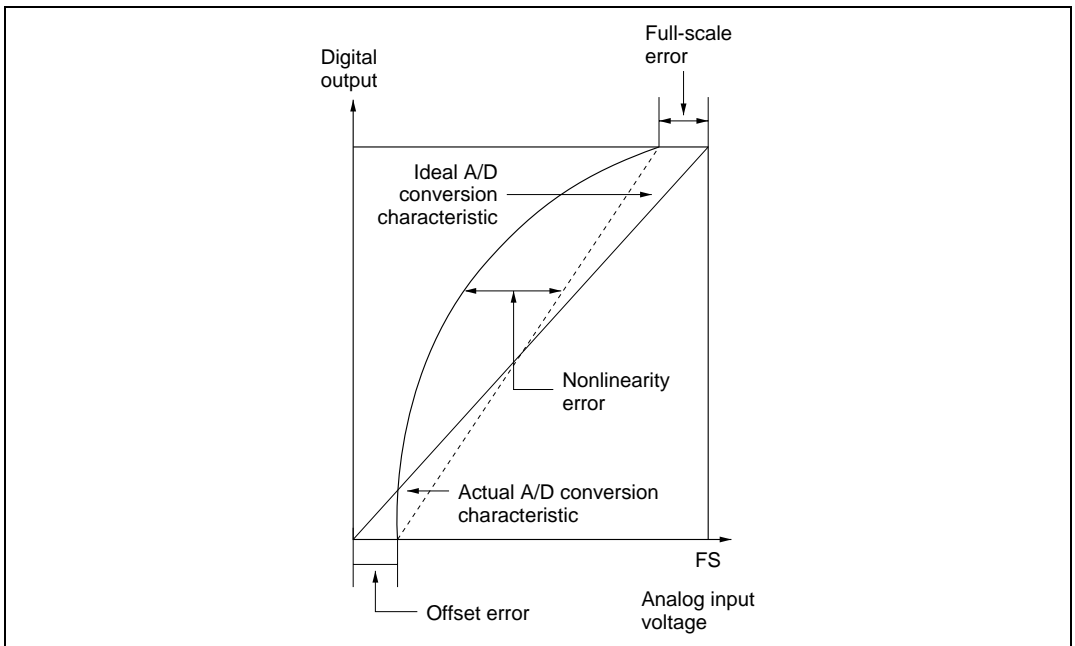 Full-scale
error
Digital
output
Ideal A/D
conversion
characteristic
Nonlinearity
error
Actual A/D conversion
characteristic
FS
Offset error
Analog input
voltage